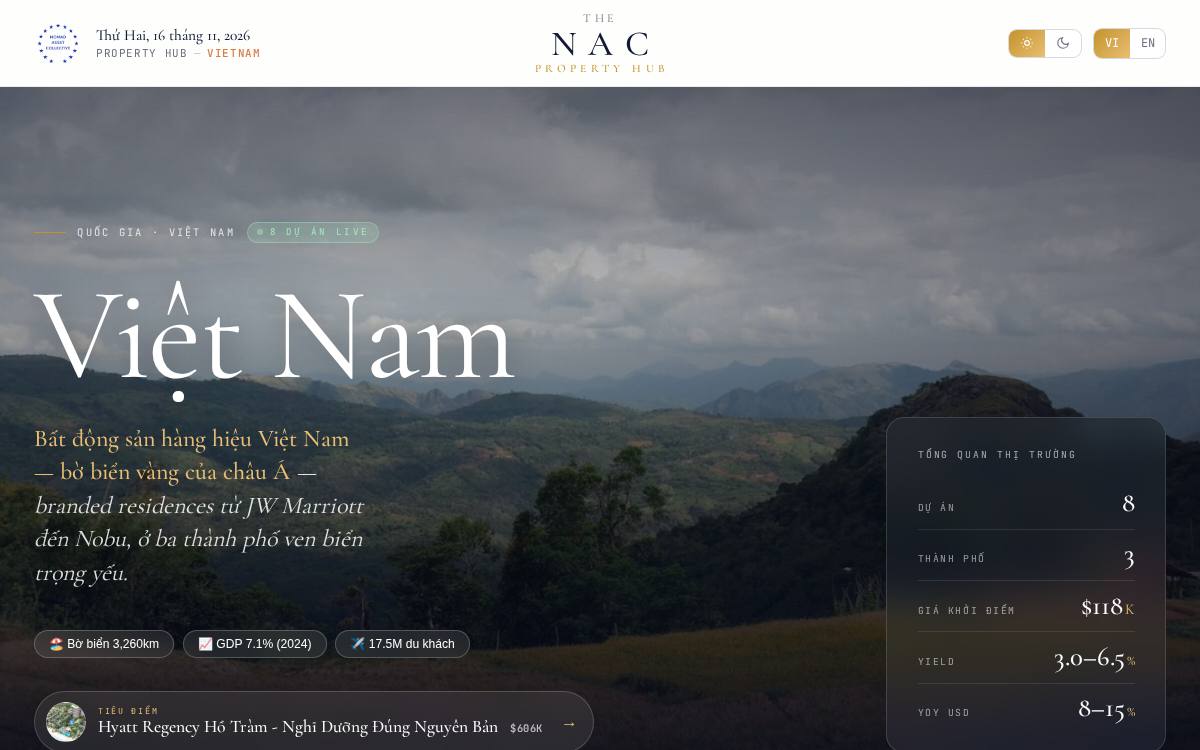 NOMAD
ASSET
COLLECTIVE
Thứ Hai, 16 tháng 11, 2026
PROPERTY HUB — VIETNAM
THE
NAC
PROPERTY HUB
VI
EN
QUỐC GIA · VIỆT NAM
8 DỰ ÁN LIVE
Việt Nam
Bất động sản hàng hiệu Việt Nam
— bờ biển vàng của châu Á —
branded residences từ JW Marriott
đến Nobu, ở ba thành phố ven biển
trọng yếu.
🏖️ Bờ biển 3,260km
📈 GDP 7.1% (2024)
✈️ 17.5M du khách
TIÊU ĐIỂM
Hyatt Regency Hồ Tràm - Nghỉ Dưỡng Đúng Nguyên Bản $606K →
TỔNG QUAN THỊ TRƯỜNG
DỰ ÁN 8
THÀNH PHỐ 3
GIÁ KHỞI ĐIỂM $118K
YIELD 3.0–6.5%
YOY USD 8–15%